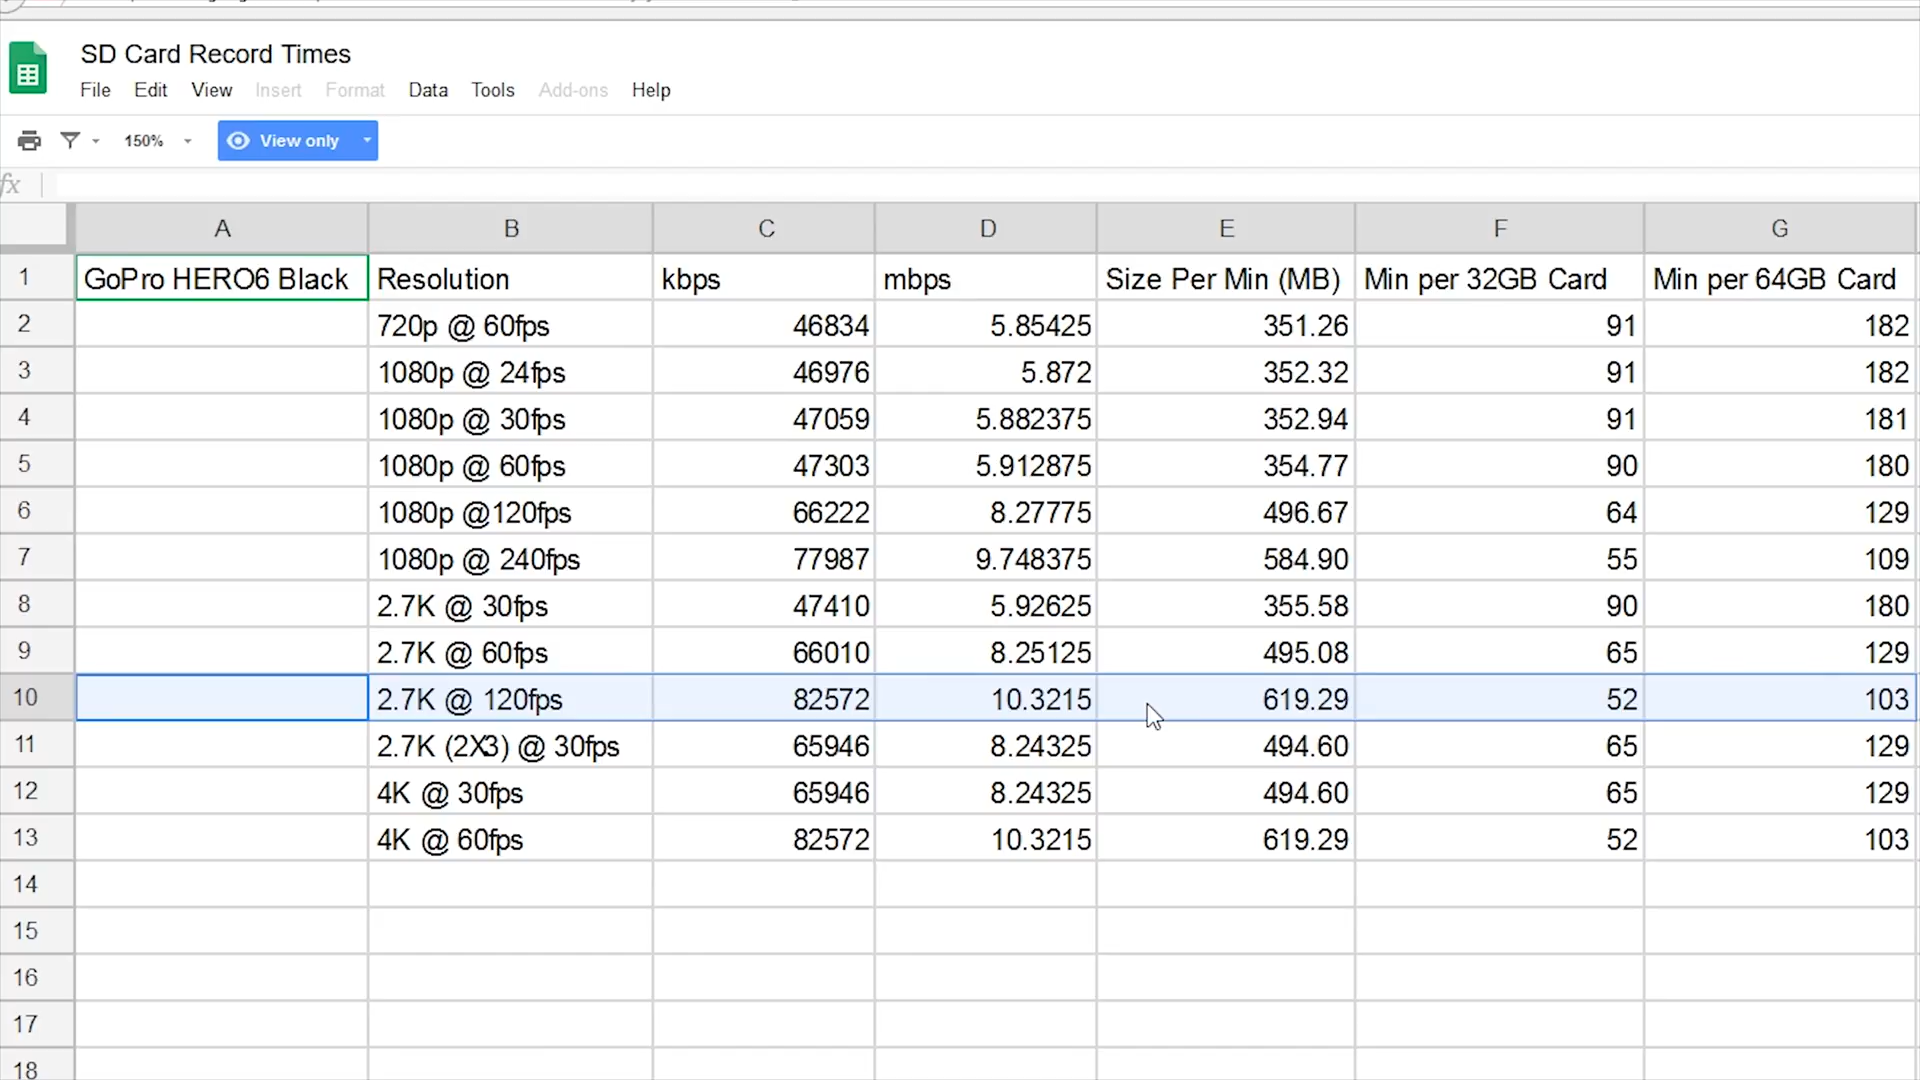 SD Card Record Times
File Edit View Insert Format Data Tools Add-ons Help
150% View only
fx
A B C D E F G
1 GoPro HERO6 Black Resolution kbps mbps Size Per Min (MB) Min per 32GB Card Min per 64GB Card
2 720p @ 60fps 46834 5.85425 351.26 91 182
3 1080p @ 24fps 46976 5.872 352.32 91 182
4 1080p @ 30fps 47059 5.882375 352.94 91 181
5 1080p @ 60fps 47303 5.912875 354.77 90 180
6 1080p @120fps 66222 8.27775 496.67 64 129
7 1080p @ 240fps 77987 9.748375 584.90 55 109
8 2.7K @ 30fps 47410 5.92625 355.58 90 180
9 2.7K @ 60fps 66010 8.25125 495.08 65 129
10 2.7K @ 120fps 82572 10.3215 619.29 52 103
11 2.7K (2X3) @ 30fps 65946 8.24325 494.60 65 129
12 4K @ 30fps 65946 8.24325 494.60 65 129
13 4K @ 60fps 82572 10.3215 619.29 52 103
14
15
16
17
18